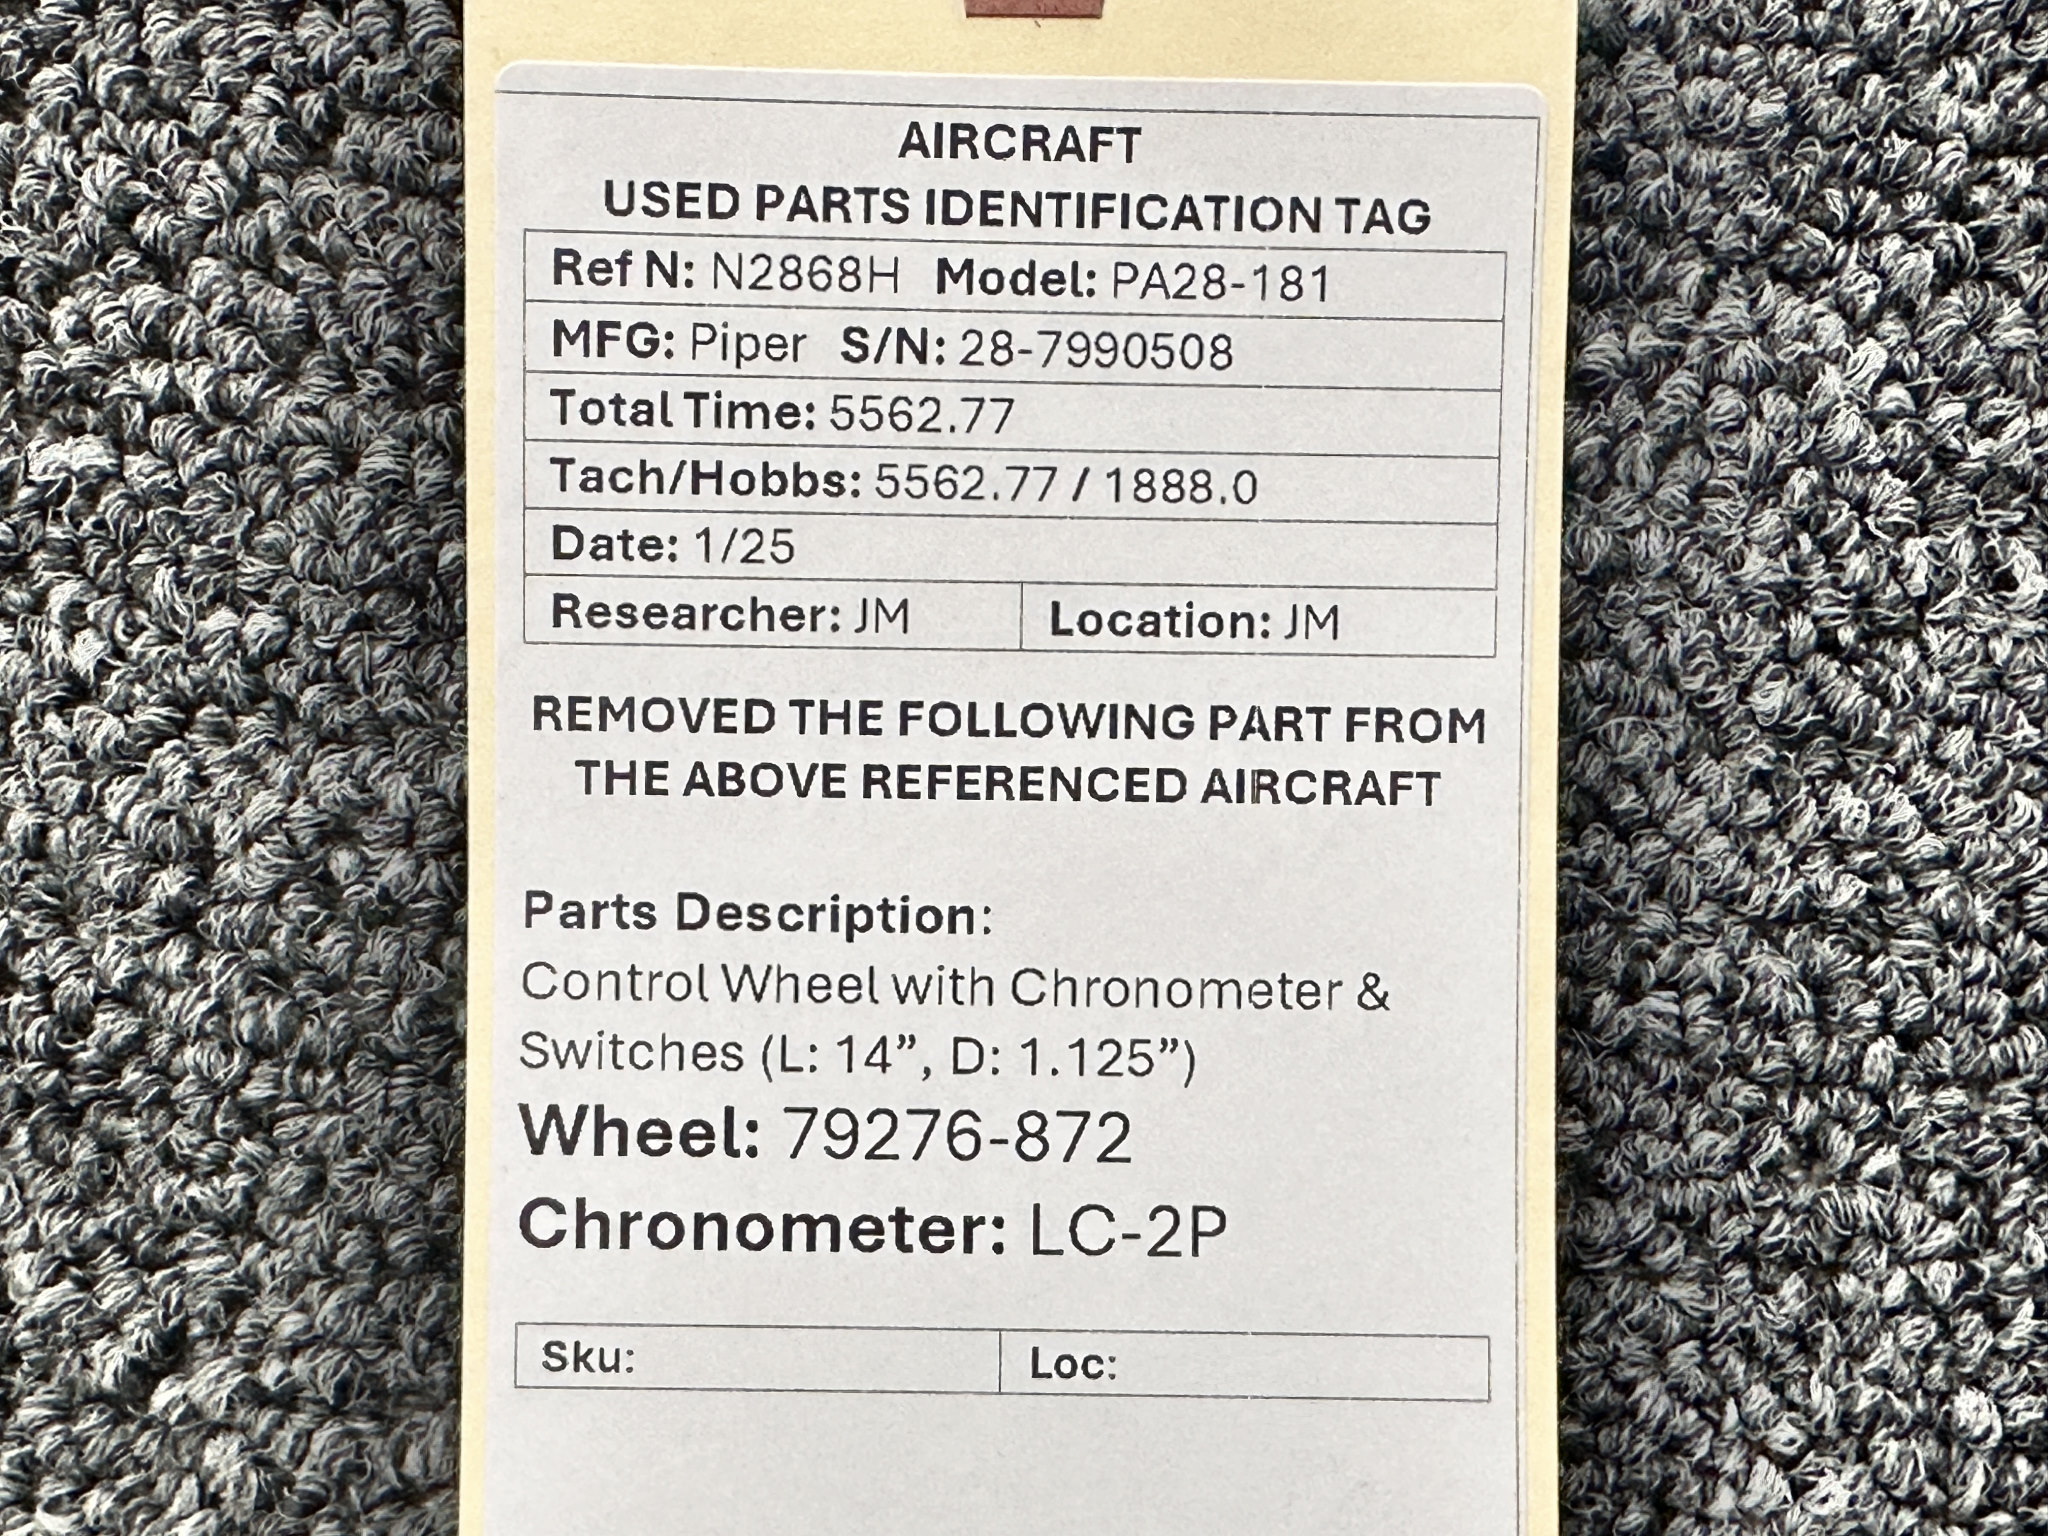 AIRCRAFT
USED PARTS IDENTIFICATION TAG
Ref N: N2868H Model: PA28-181
MFG: Piper S/N: 28-7990508
Total Time: 5562.77
Tach/Hobbs: 5562.77 / 1888.0
Date: 1/25
Researcher: JM Location: JM
REMOVED THE FOLLOWING PART FROM
THE ABOVE REFERENCED AIRCRAFT
Parts Description:
Control Wheel with Chronometer &
Switches (L: 14”, D: 1.125”)
Wheel: 79276-872
Chronometer: LC-2P
Sku: Loc: